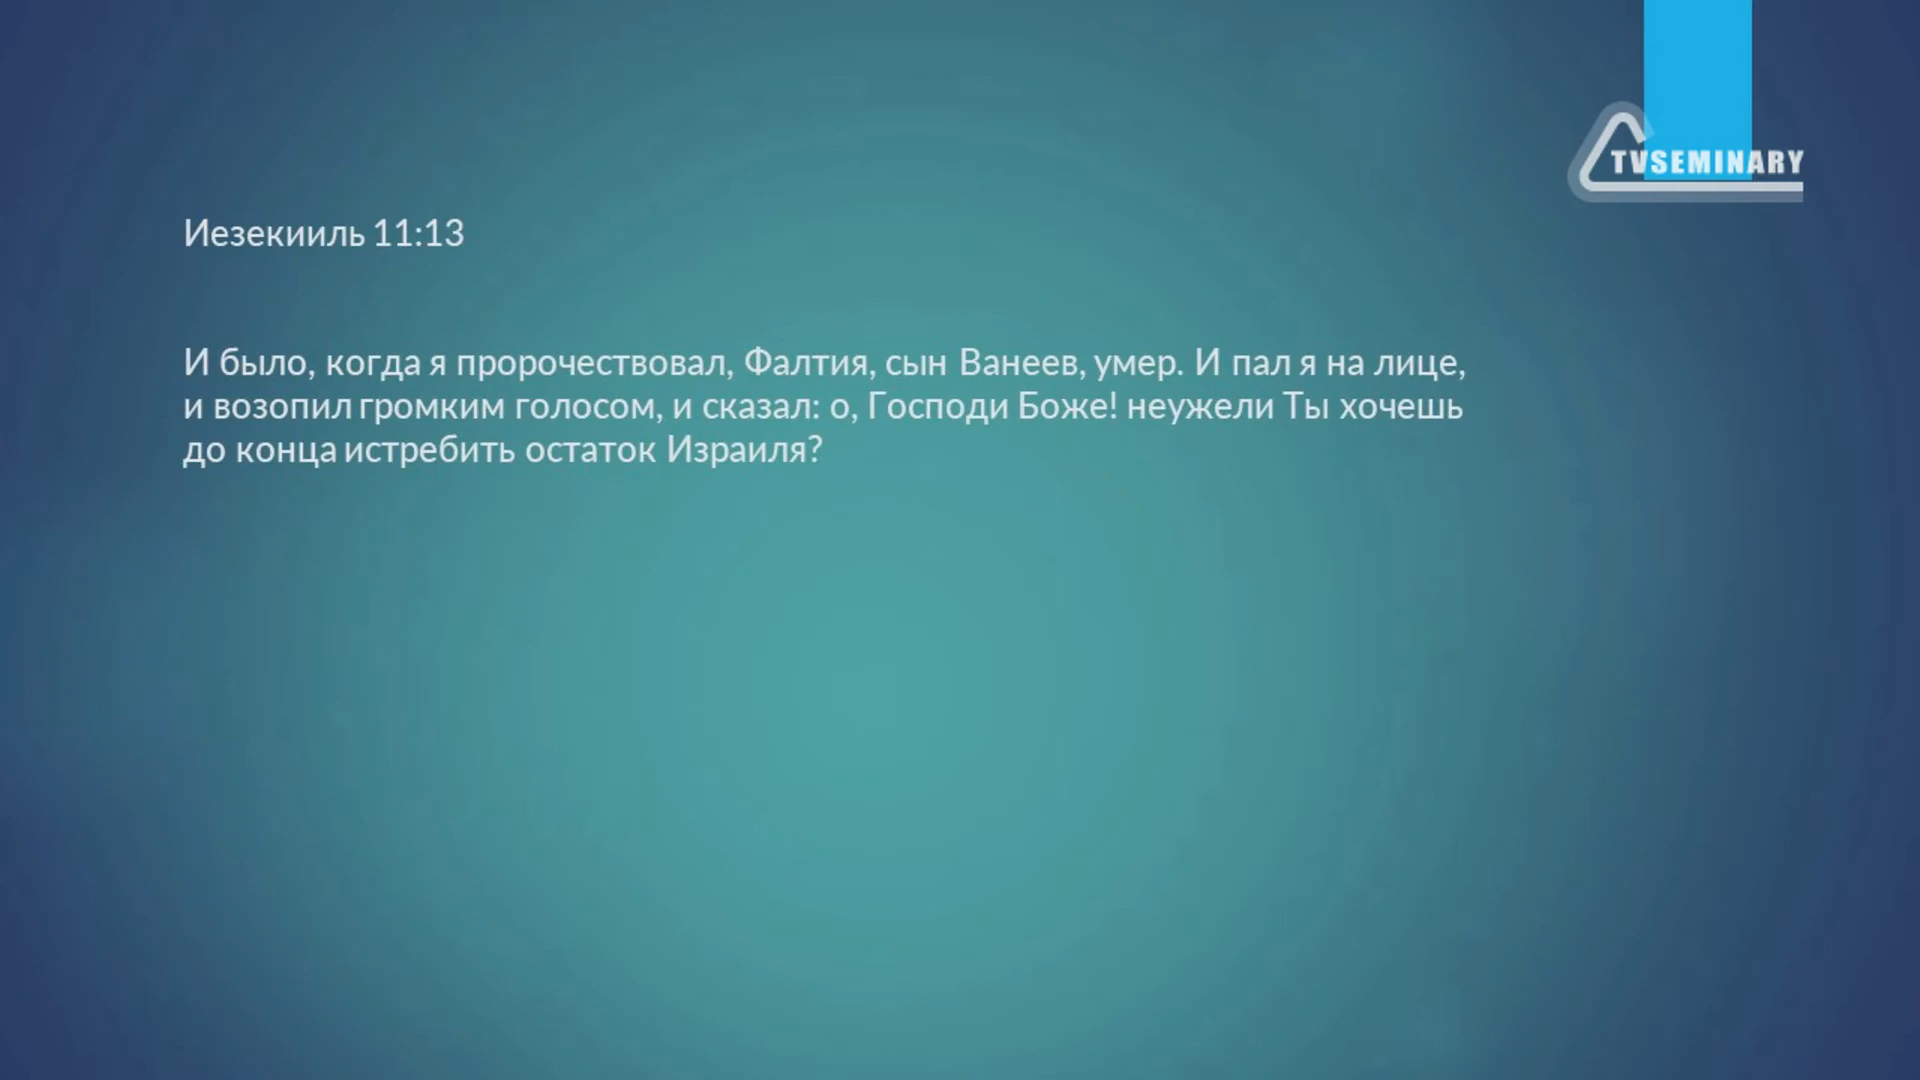 TVSEMINARY
Иезекииль 11:13
И было, когда я пророчествовал, Фалтия, сын Ванеев, умер. И пал я на лице,
и возопил громким голосом, и сказал: о, Господи Боже! неужели Ты хочешь
до конца истребить остаток Израиля?